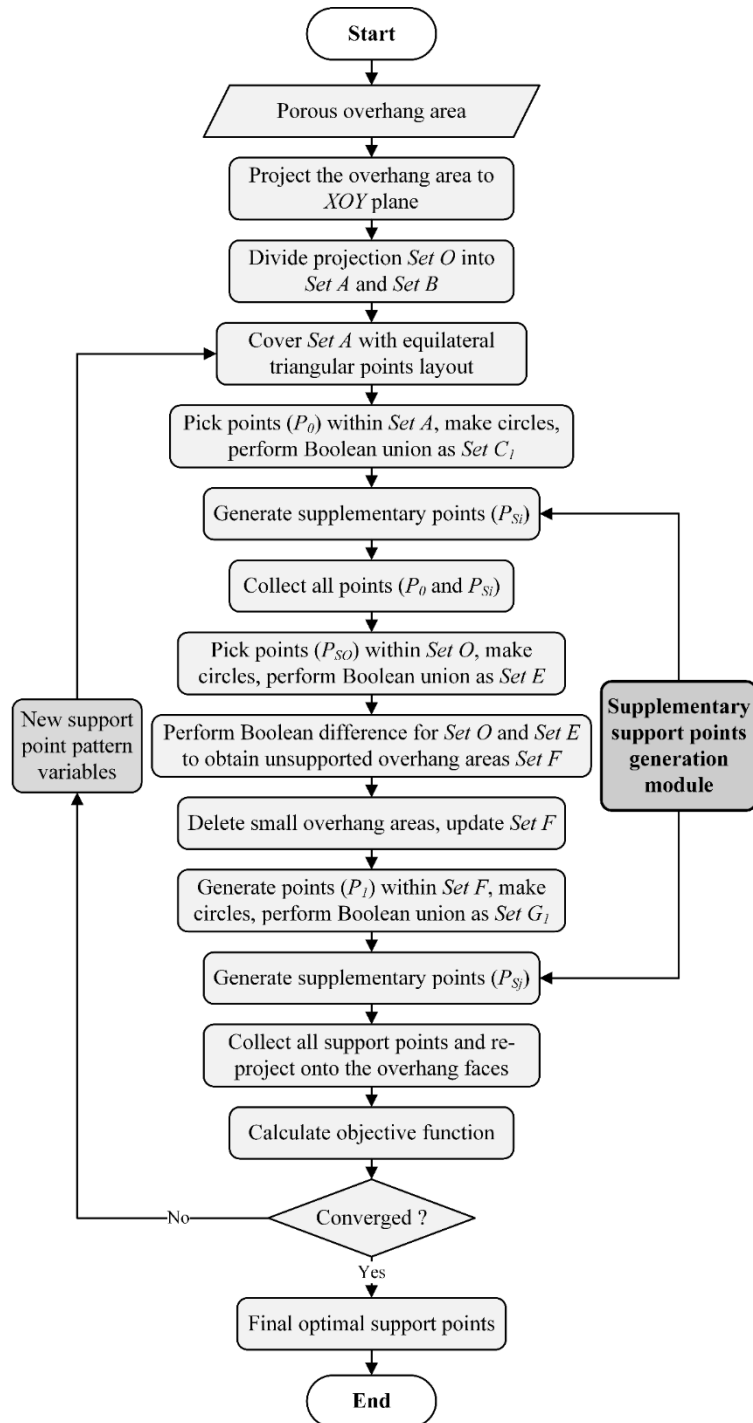 Start
Porous overhang area
Project the overhang area to
XOY plane
Divide projection Set O into
Set A and Set B
Cover Set A with equilateral
triangular points layout
Pick points (P0) within Set A, make circles,
perform Boolean union as Set C1
Generate supplementary points (PSi)
Collect all points (P0 and PSi)
Pick points (PSO) within Set O, make
circles, perform Boolean union as Set E
New support
point pattern
variables
Perform Boolean difference for Set O and Set E
to obtain unsupported overhang areas Set F
Supplementary
support points
generation
module
Delete small overhang areas, update Set F
Generate points (P1) within Set F, make
circles, perform Boolean union as Set G1
Generate supplementary points (PSj)
Collect all support points and re-
project onto the overhang faces
Calculate objective function
No
Converged ?
Yes
Final optimal support points
End